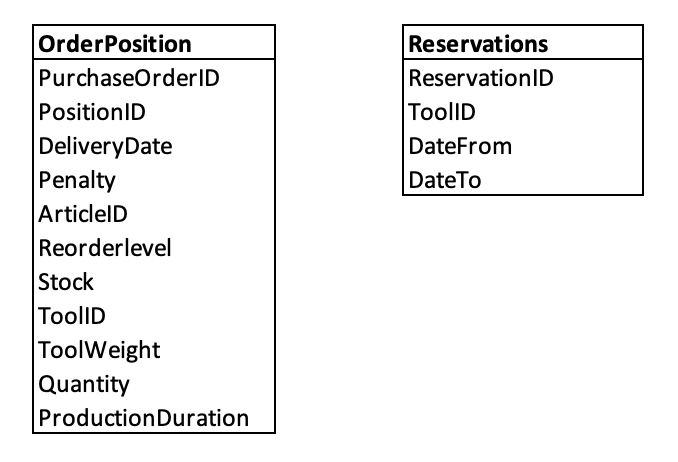 OrderPosition
PurchaseOrderID
PositionID
DeliveryDate
Penalty
ArticleID
Reorderlevel
Stock
ToolID
ToolWeight
Quantity
ProductionDuration
Reservations
ReservationID
ToolID
DateFrom
DateTo